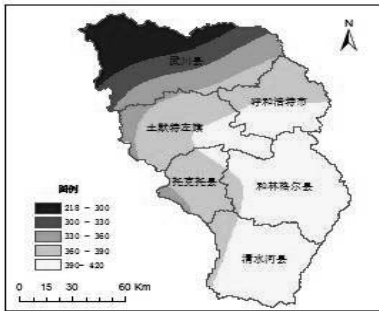 N
武川县
呼和浩特市
土默特左旗
托克托县
和林格尔县
清水河县
图例
218 - 300
300 - 330
330 - 360
360 - 390
390- 420
0 15 30 60 Km